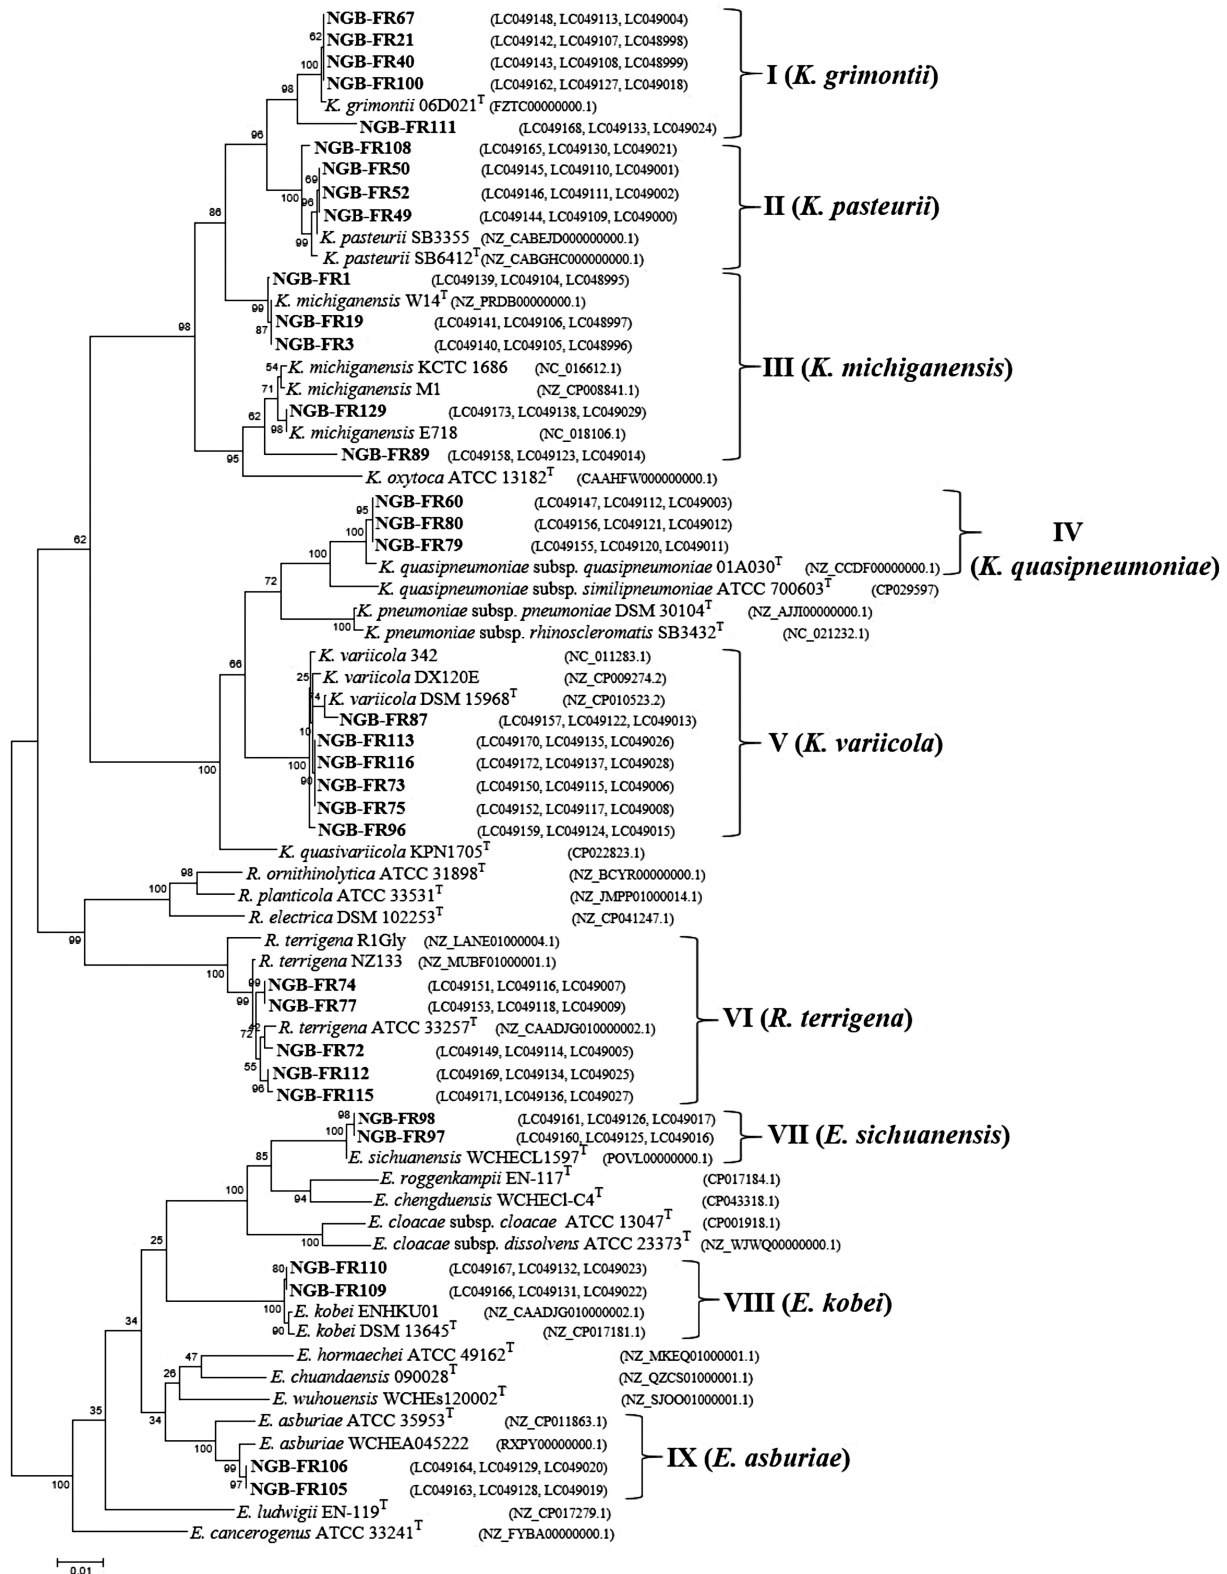 NGB-FR67 (LC049148, LC049113, LC049004)
62
NGB-FR21 (LC049142, LC049107, LC048998)
NGB-FR40 (LC049143, LC049108, LC048999)
100
I (K. grimontii)
NGB-FR100 (LC049162, LC049127, LC049018)
98
K. grimontii 06D021T (FZTC00000000.1)
NGB-FR111 (LC049168, LC049133, LC049024)
96
NGB-FR108 (LC049165, LC049130, LC049021)
NGB-FR50 (LC049145, LC049110, LC049001)
69
NGB-FR52 (LC049146, LC049111, LC049002)
100
96
II (K. pasteurii)
86
NGB-FR49 (LC049144, LC049109, LC049000)
K. pasteurii SB3355 (NZ_CABEJD000000000.1)
99
K. pasteurii SB6412T (NZ_CABGHC000000000.1)
NGB-FR1 (LC049139, LC049104, LC048995)
K. michiganensis W14T (NZ_PRDB00000000.1)
99
NGB-FR19 (LC049141, LC049106, LC048997)
98
87
NGB-FR3 (LC049140, LC049105, LC048996)
54
K. michiganensis KCTC 1686 (NC_016612.1)
III (K. michiganensis)
71
K. michiganensis M1 (NZ_CP008841.1)
62
NGB-FR129 (LC049173, LC049138, LC049029)
98
K. michiganensis E718 (NC_018106.1)
95
NGB-FR89 (LC049158, LC049123, LC049014)
K. oxytoca ATCC 13182T (CAAHFW000000000.1)
NGB-FR60 (LC049147, LC049112, LC049003)
95
NGB-FR80 (LC049156, LC049121, LC049012)
100
IV
62
NGB-FR79 (LC049155, LC049120, LC049011)
100
K. quasipneumoniae subsp. quasipneumoniae 01A030T (NZ_CCDF00000000.1)
(K. quasipneumoniae)
72
K. quasipneumoniae subsp. similipneumoniae ATCC 700603T (CP029597)
K. pneumoniae subsp. pneumoniae DSM 30104T (NZ_AJJI00000000.1)
100
K. pneumoniae subsp. rhinoscleromatis SB3432T (NC_021232.1)
K. variicola 342 (NC_011283.1)
66
25
K. variicola DX120E (NZ_CP009274.2)
4
K. variicola DSM 15968T (NZ_CP010523.2)
NGB-FR87 (LC049157, LC049122, LC049013)
10
NGB-FR113 (LC049170, LC049135, LC049026)
V (K. variicola)
100
100
NGB-FR116 (LC049172, LC049137, LC049028)
90
NGB-FR73 (LC049150, LC049115, LC049006)
NGB-FR75 (LC049152, LC049117, LC049008)
NGB-FR96 (LC049159, LC049124, LC049015)
K. quasivariicola KPN1705T (CP022823.1)
98
R. ornithinolytica ATCC 31898T (NZ_BCYR00000000.1)
100
R. planticola ATCC 33531T (NZ_JMPP01000014.1)
R. electrica DSM 102253T (NZ_CP041247.1)
99
R. terrigena R1Gly (NZ_LANE01000004.1)
R. terrigena NZ133 (NZ_MUBF01000001.1)
100
99
NGB-FR74 (LC049151, LC049116, LC049007)
99
NGB-FR77 (LC049153, LC049118, LC049009)
VI (R. terrigena)
72
R. terrigena ATCC 33257T (NZ_CAADJG010000002.1)
NGB-FR72 (LC049149, LC049114, LC049005)
55
NGB-FR112 (LC049169, LC049134, LC049025)
96
NGB-FR115 (LC049171, LC049136, LC049027)
98
NGB-FR98 (LC049161, LC049126, LC049017)
100
NGB-FR97 (LC049160, LC049125, LC049016)
VII (E. sichuanensis)
85
E. sichuanensis WCHECL1597T (POVL00000000.1)
E. roggenkampii EN-117T (CP017184.1)
100
94
E. chengduensis WCHECl-C4T (CP043318.1)
E. cloacae subsp. cloacae ATCC 13047T (CP001918.1)
100
E. cloacae subsp. dissolvens ATCC 23373T (NZ_WJWQ00000000.1)
25
80
NGB-FR110 (LC049167, LC049132, LC049023)
NGB-FR109 (LC049166, LC049131, LC049022)
VIII (E. kobei)
100
E. kobei ENHKU01 (NZ_CAADJG010000002.1)
34
90
E. kobei DSM 13645T (NZ_CP017181.1)
47
E. hormaechei ATCC 49162T (NZ_MKEQ01000001.1)
26
E. chuandaensis 090028T (NZ_QZCS01000001.1)
E. wuhouensis WCHEs120002T (NZ_SJOO01000001.1)
35
34
E. asburiae ATCC 35953T (NZ_CP011863.1)
100
E. asburiae WCHEA045222 (RXPY00000000.1)
IX (E. asburiae)
99
NGB-FR106 (LC049164, LC049129, LC049020)
100
97
NGB-FR105 (LC049163, LC049128, LC049019)
E. ludwigii EN-119T (NZ_CP017279.1)
E. cancerogenus ATCC 33241T (NZ_FYBA00000000.1)
0.01